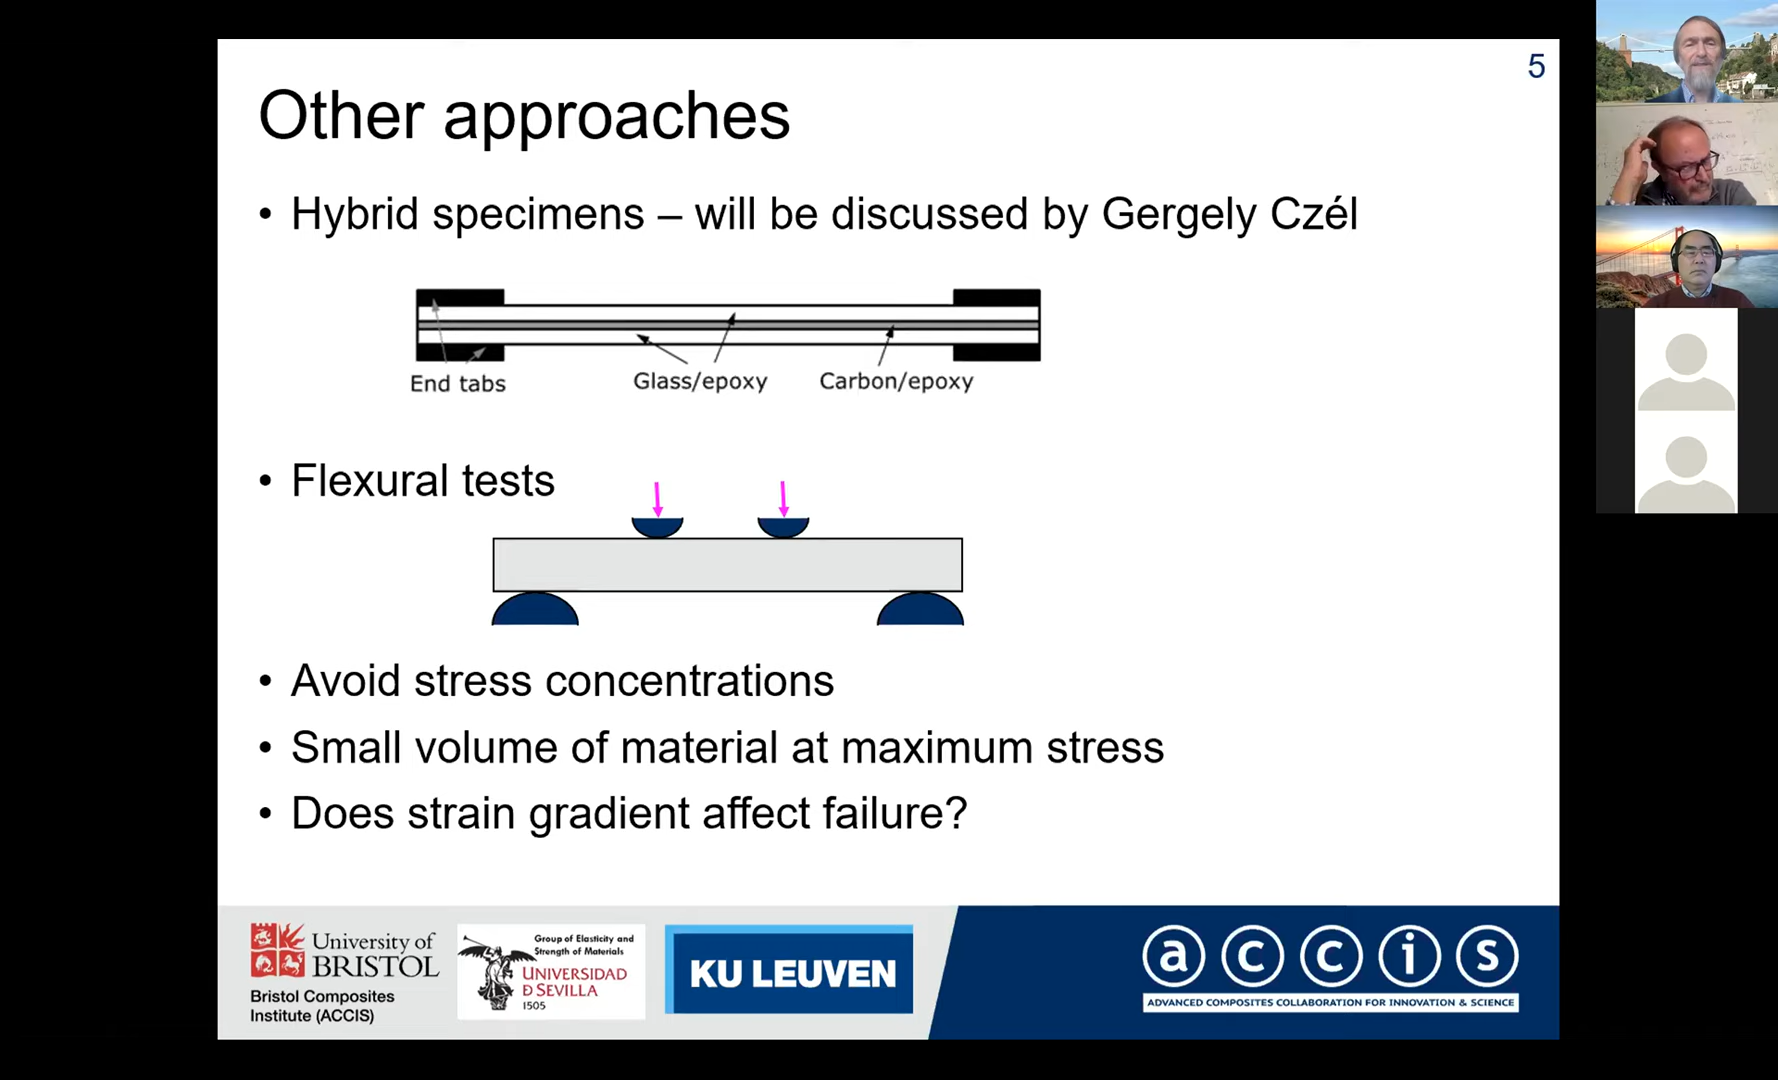 5
Other approaches
• Hybrid specimens – will be discussed by Gergely Czél
End tabs
Glass/epoxy
Carbon/epoxy
• Flexural tests
• Avoid stress concentrations
• Small volume of material at maximum stress
• Does strain gradient affect failure?
University of
BRISTOL
Bristol Composites
Institute (ACCIS)
Group of Elasticity and
Strength of Materials
UNIVERSIDAD
D SEVILLA
1505
KU LEUVEN
accis
ADVANCED COMPOSITES COLLABORATION FOR INNOVATION & SCIENCE